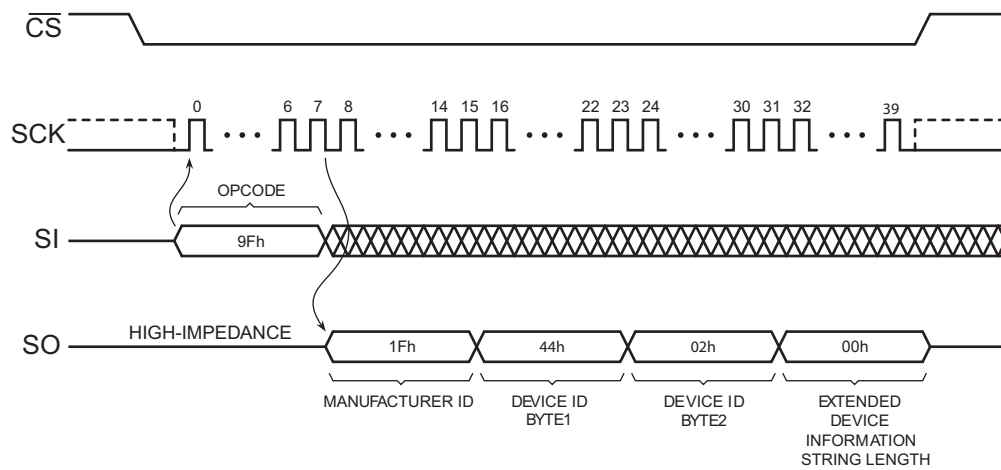 CS
0 6 7 8 14 15 16 22 23 24 30 31 32 39
SCK
OPCODE
SI 9Fh
HIGH-IMPEDANCE
SO 1Fh 44h 02h 00h
MANUFACTURER ID DEVICE ID DEVICE ID EXTENDED
BYTE1 BYTE2 DEVICE
INFORMATION
STRING LENGTH